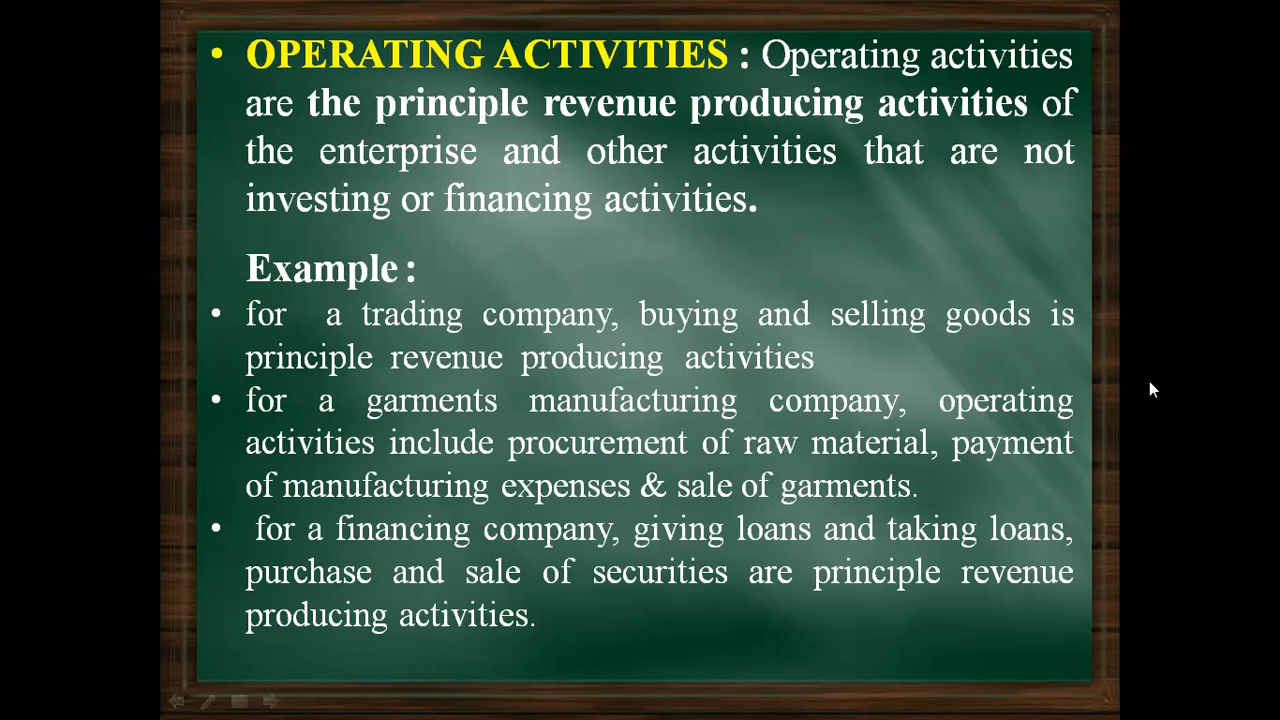 • OPERATING ACTIVITIES : Operating activities
are the principle revenue producing activities of
the enterprise and other activities that are not
investing or financing activities.
Example :
• for a trading company, buying and selling goods is
principle revenue producing activities
• for a garments manufacturing company, operating
activities include procurement of raw material, payment
of manufacturing expenses & sale of garments.
• for a financing company, giving loans and taking loans,
purchase and sale of securities are principle revenue
producing activities.